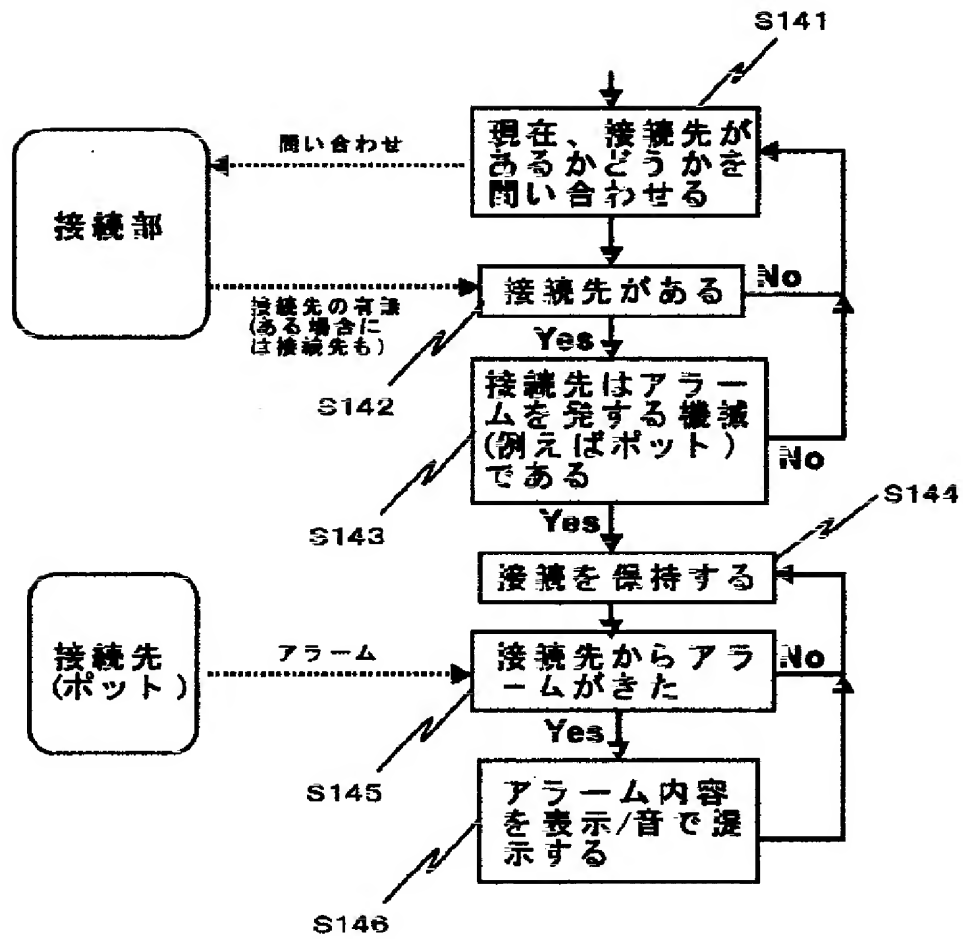 S141
現在、接続先が
あるかどうかを
問い合わせる
問い合わせ
接続部
接続先がある
No
接続先の有無
(ある場合に
は接続先も)
Yes
S142
接続先はアラー
ムを発する機械
(例えばポット)
である
No
S143
Yes
S144
接続を保持する
接続先
(ポット)
アラーム
接続先からアラ
ームがきた
No
Yes
S145
アラーム内容
を表示/音で提
示する
S146